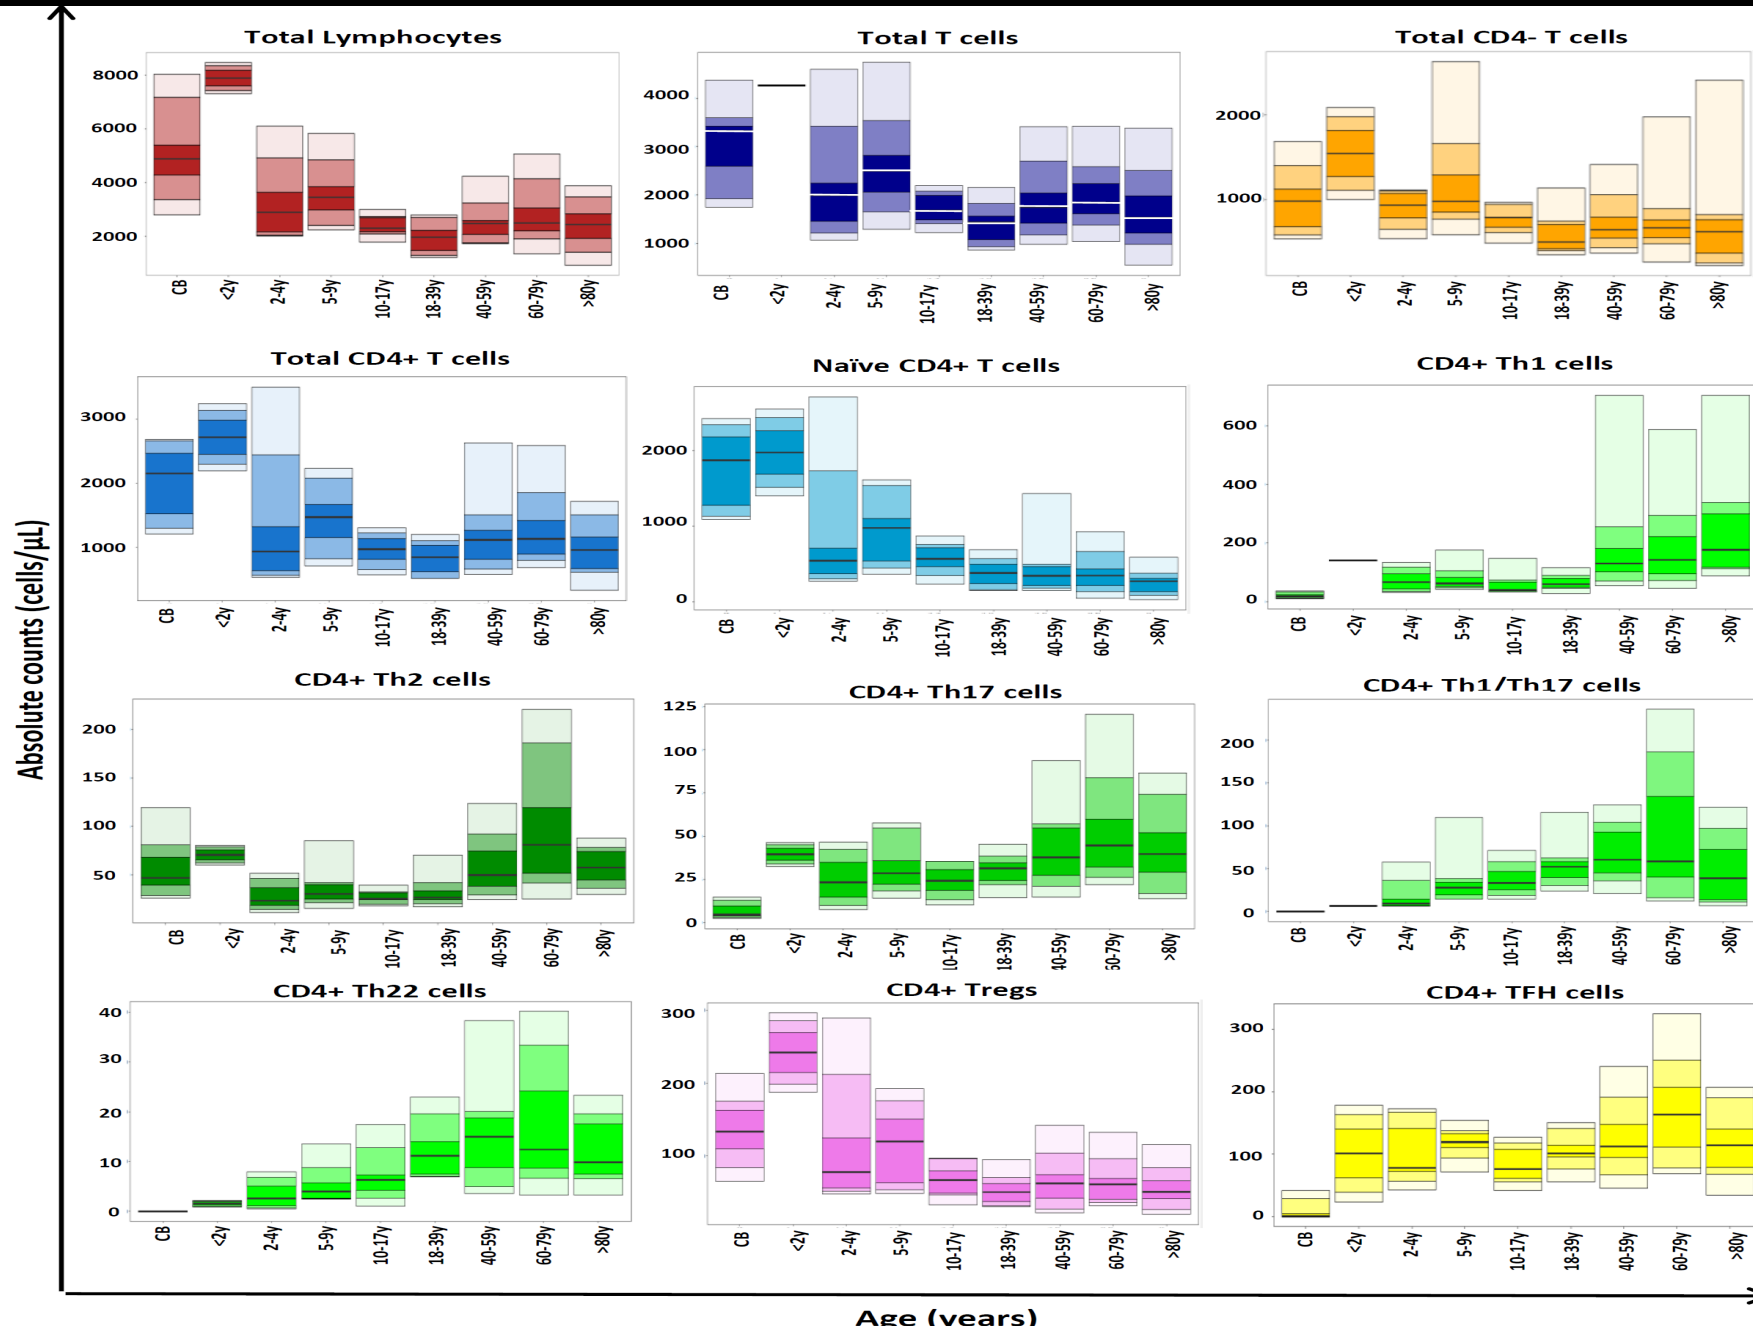 Total Lymphocytes
8000
6000
4000
2000
CB <2y 2-4y 5-9y 10-17y 18-39y 40-59y 60-79y >80y
Total T cells
4000
3000
2000
1000
CB <2y 2-4y 5-9y 10-17y 18-39y 40-59y 60-79y >80y
Total CD4- T cells
2000
1000
CB <2y 2-4y 5-9y 10-17y 18-39y 40-59y 60-79y >80y
Total CD4+ T cells
3000
2000
1000
CB <2y 2-4y 5-9y 10-17y 18-39y 40-59y 60-79y >80y
Naïve CD4+ T cells
2000
1000
0
CB <2y 2-4y 5-9y 10-17y 18-39y 40-59y 60-79y >80y
CD4+ Th1 cells
600
400
200
0
CB <2y 2-4y 5-9y 10-17y 18-39y 40-59y 60-79y >80y
Absolute counts (cells/μL)
CD4+ Th2 cells
200
150
100
50
CB <2y 2-4y 5-9y 10-17y 18-39y 40-59y 60-79y >80y
CD4+ Th17 cells
125
100
75
50
25
0
CB <2y 2-4y 5-9y 10-17y 18-39y 40-59y 60-79y >80y
CD4+ Th1/Th17 cells
200
150
100
50
0
CB <2y 2-4y 5-9y 10-17y 18-39y 40-59y 60-79y >80y
CD4+ Th22 cells
40
30
20
10
0
CB <2y 2-4y 5-9y 10-17y 18-39y 40-59y 60-79y >80y
CD4+ Tregs
300
200
100
CB <2y 2-4y 5-9y 10-17y 18-39y 40-59y 60-79y >80y
CD4+ TFH cells
300
200
100
0
CB <2y 2-4y 5-9y 10-17y 18-39y 40-59y 60-79y >80y
Age (years)